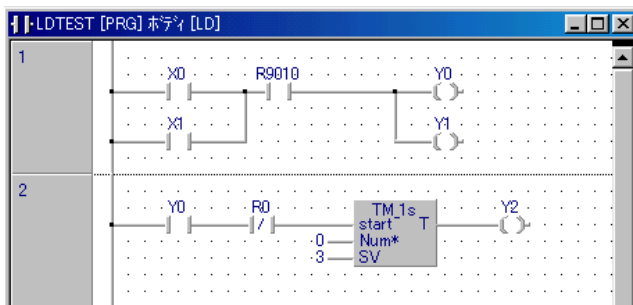 LDTEST [PRG] ボディ [LD]
1
X0 R9010 Y0
X1 Y1
2
Y0 R0 TM_1s Y2
start T
0 Num*
3 SV